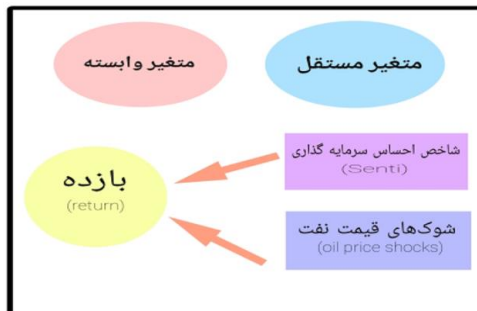 متغیر مستقل
متغیر وابسته
شاخص احساس سرمایه گذاری
(Senti)
بازده
(return)
شوک‌های قیمت نفت
(oil price shocks)